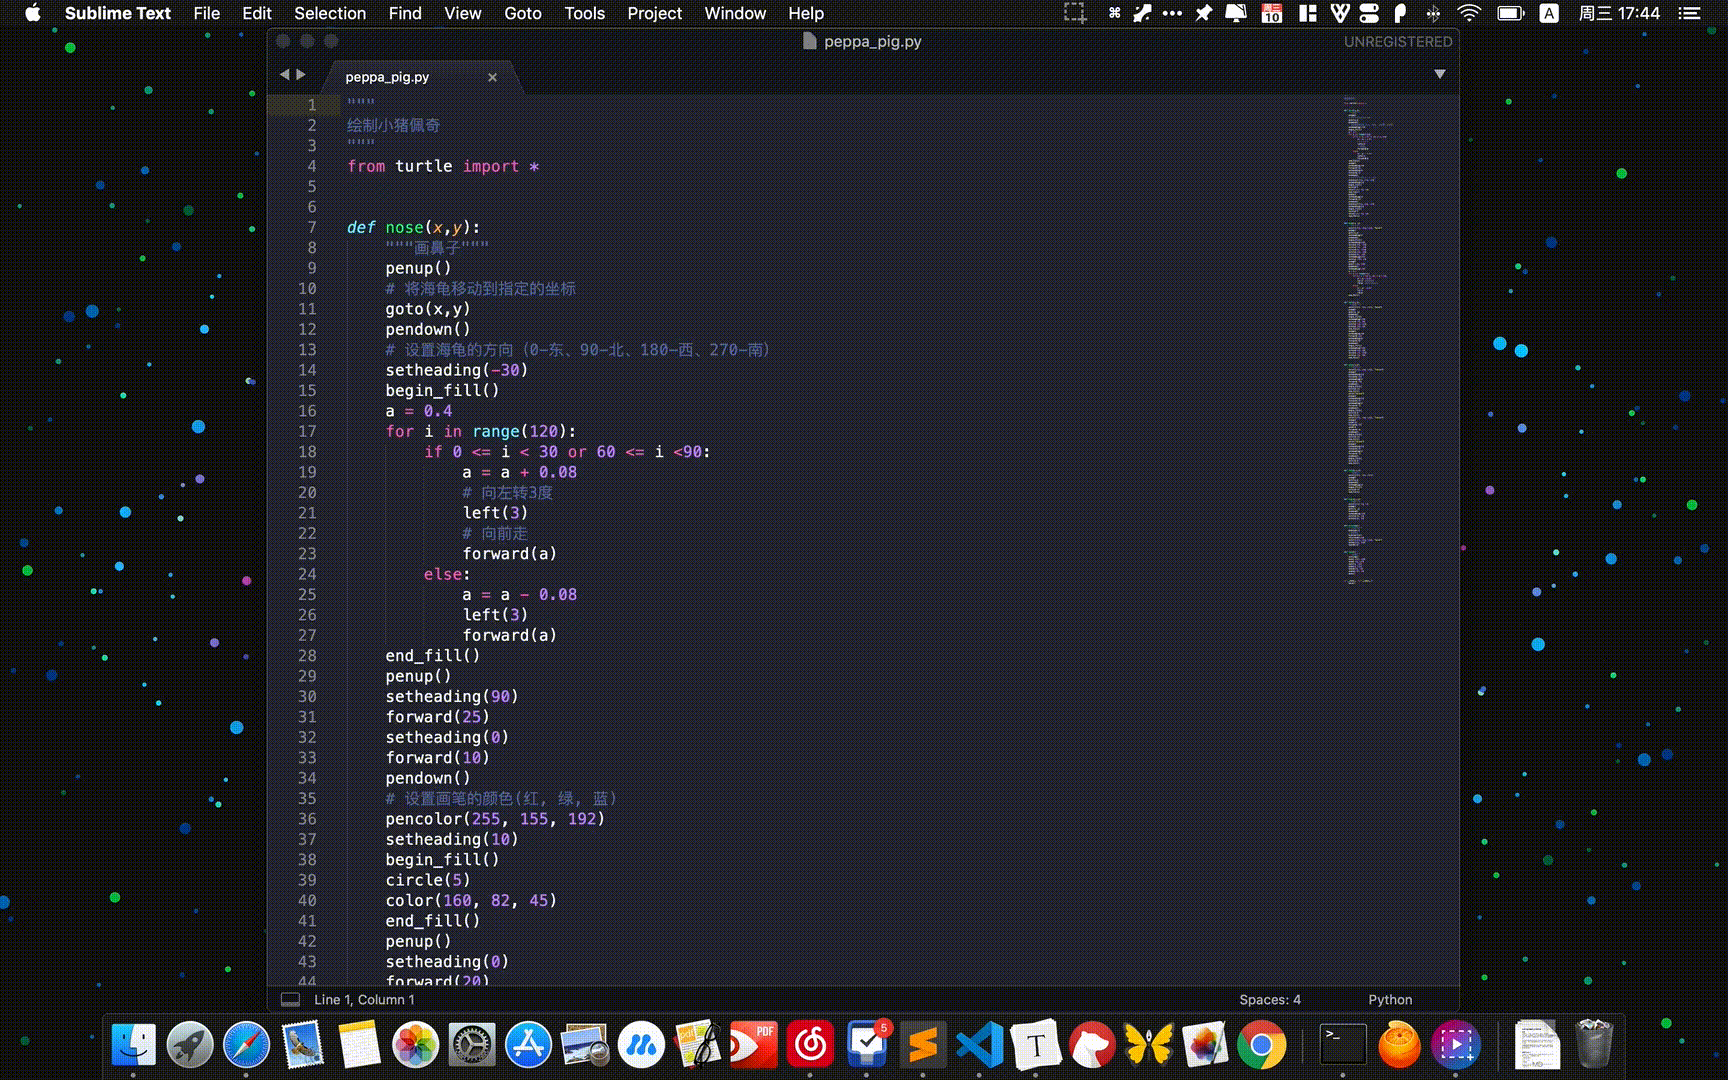 Sublime Text File Edit Selection Find View Goto Tools Project Window Help 周三 10 A 周三 17:44
peppa_pig.py UNREGISTERED
peppa_pig.py
1 """
2 绘制小猪佩奇
3 """
4 from turtle import *
5
6
7 def nose(x,y):
8 """画鼻子"""
9 penup()
10 # 将海龟移动到指定的坐标
11 goto(x,y)
12 pendown()
13 # 设置海龟的方向（0-东、90-北、180-西、270-南）
14 setheading(-30)
15 begin_fill()
16 a = 0.4
17 for i in range(120):
18 if 0 <= i < 30 or 60 <= i <90:
19 a = a + 0.08
20 # 向左转3度
21 left(3)
22 # 向前走
23 forward(a)
24 else:
25 a = a - 0.08
26 left(3)
27 forward(a)
28 end_fill()
29 penup()
30 setheading(90)
31 forward(25)
32 setheading(0)
33 forward(10)
34 pendown()
35 # 设置画笔的颜色(红, 绿, 蓝)
36 pencolor(255, 155, 192)
37 setheading(10)
38 begin_fill()
39 circle(5)
40 color(160, 82, 45)
41 end_fill()
42 penup()
43 setheading(0)
44 forward(20)
Line 1, Column 1 Spaces: 4 Python
PDF 5 T